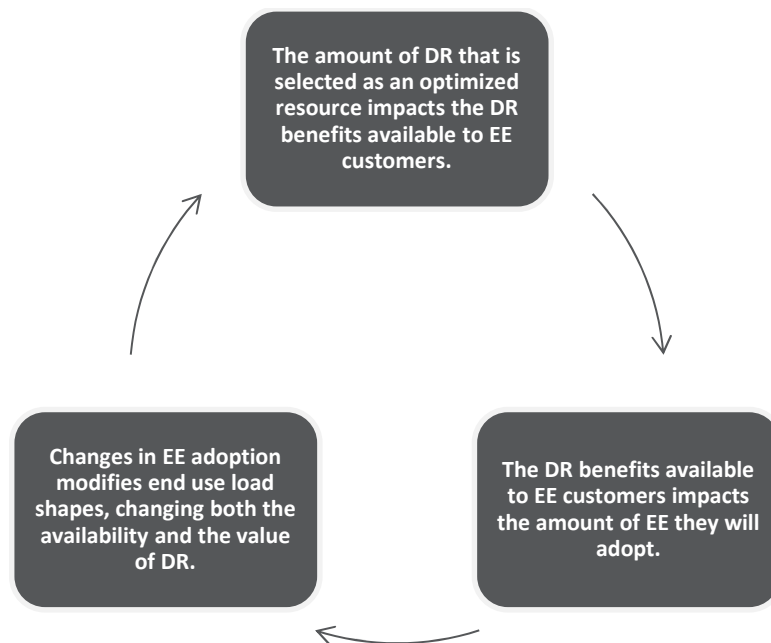 The amount of DR that is
selected as an optimized
resource impacts the DR
benefits available to EE
customers.
The DR benefits available
to EE customers impacts
the amount of EE they will
adopt.
Changes in EE adoption
modifies end use load
shapes, changing both the
availability and the value
of DR.